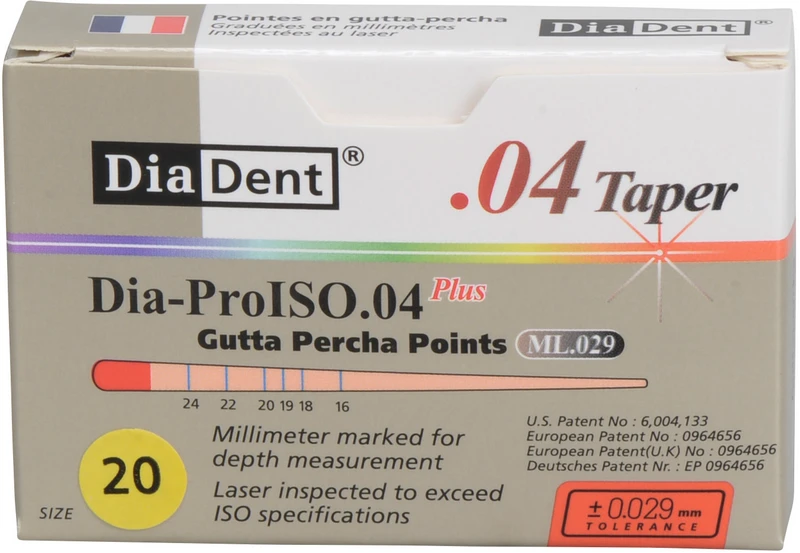 Pointes en gutta-percha
Graduées en millimètres
Inspectées au laser
DiaDent®
DiaDent®
.04 Taper
Dia-ProISO.04 Plus
Gutta Percha Points ML.029
24 22 20 19 18 16
Millimeter marked for
depth measurement
Laser inspected to exceed
ISO specifications
SIZE 20
U.S. Patent No : 6,004,133
European Patent No : 0964656
European Patent(U.K) No : 0964656
Deutsches Patent Nr. : EP 0964656
± 0.029 mm
TOLERANCE